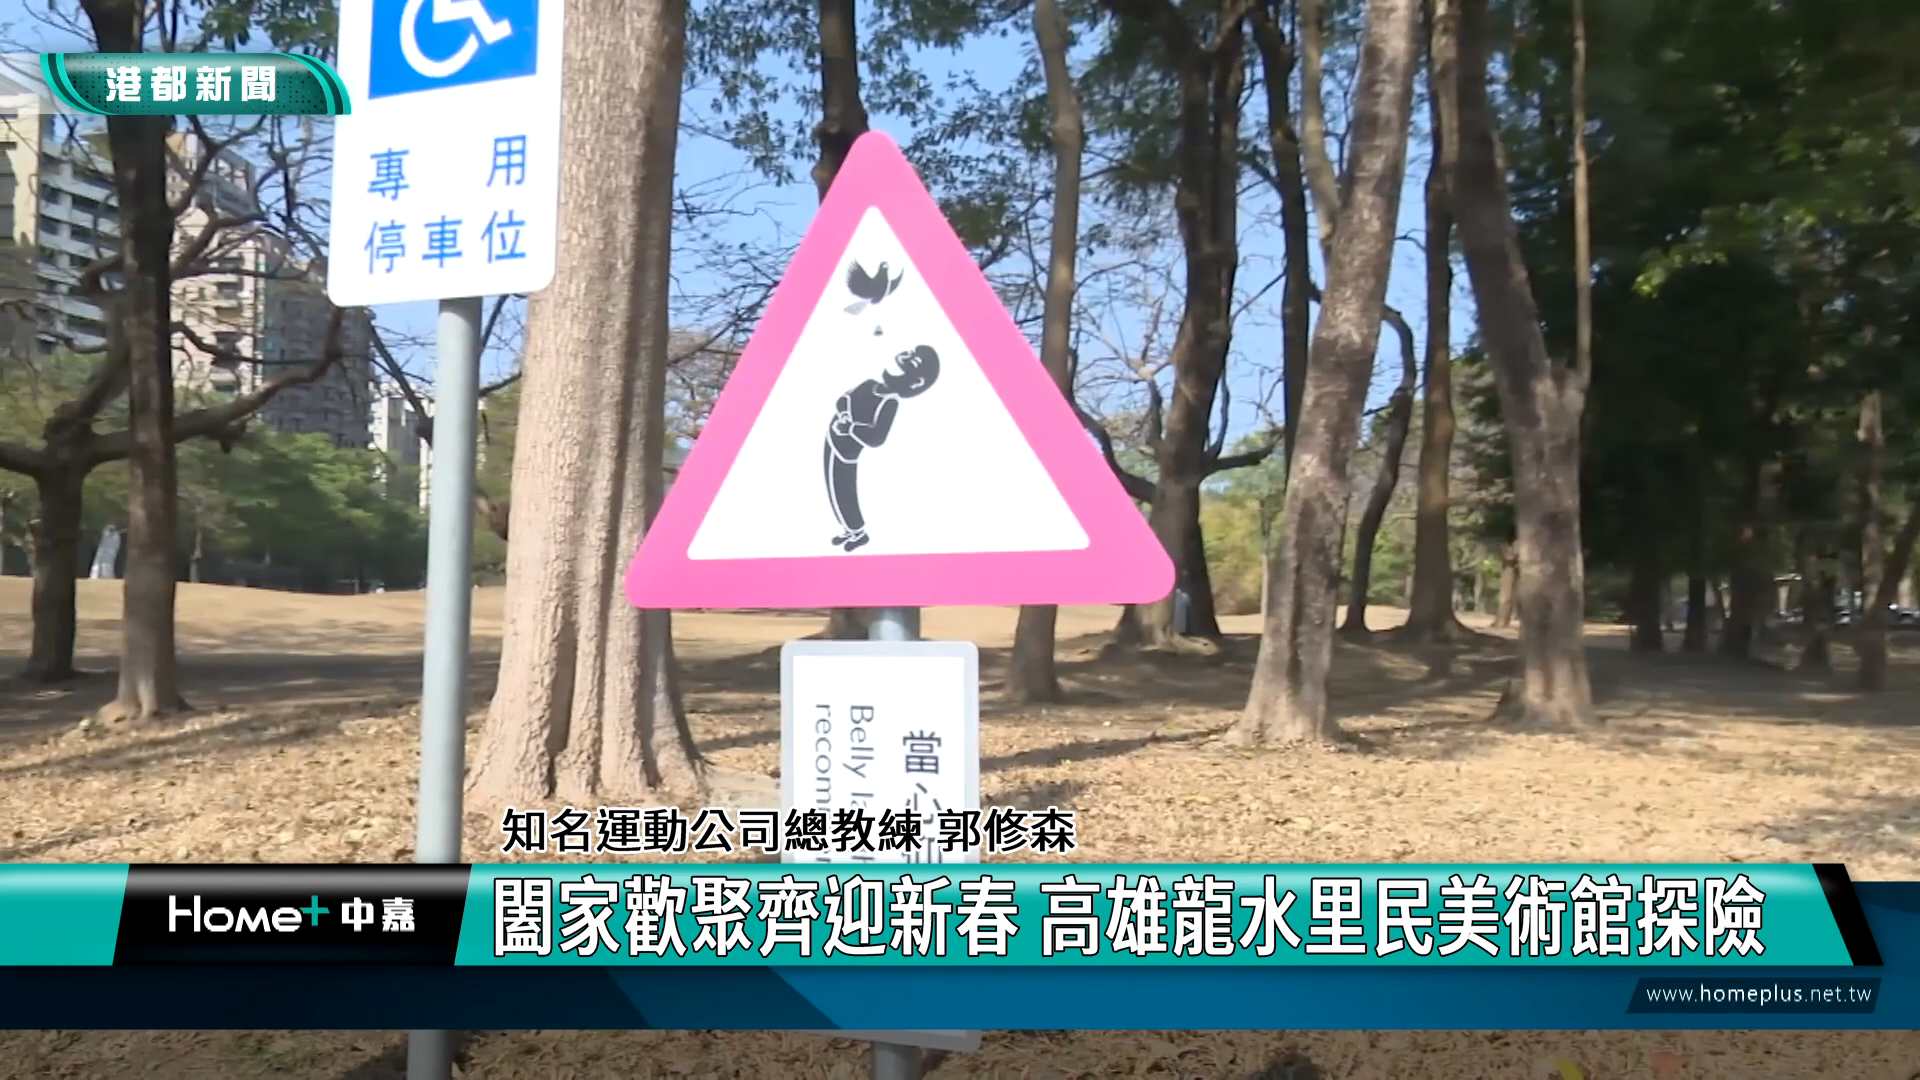 港都新聞
專用
停車位
Belly
當心
知名運動公司總教練 郭修森
Home+中嘉
闔家歡聚齊迎新春 高雄龍水里民美術館探險
www.homeplus.net.tw